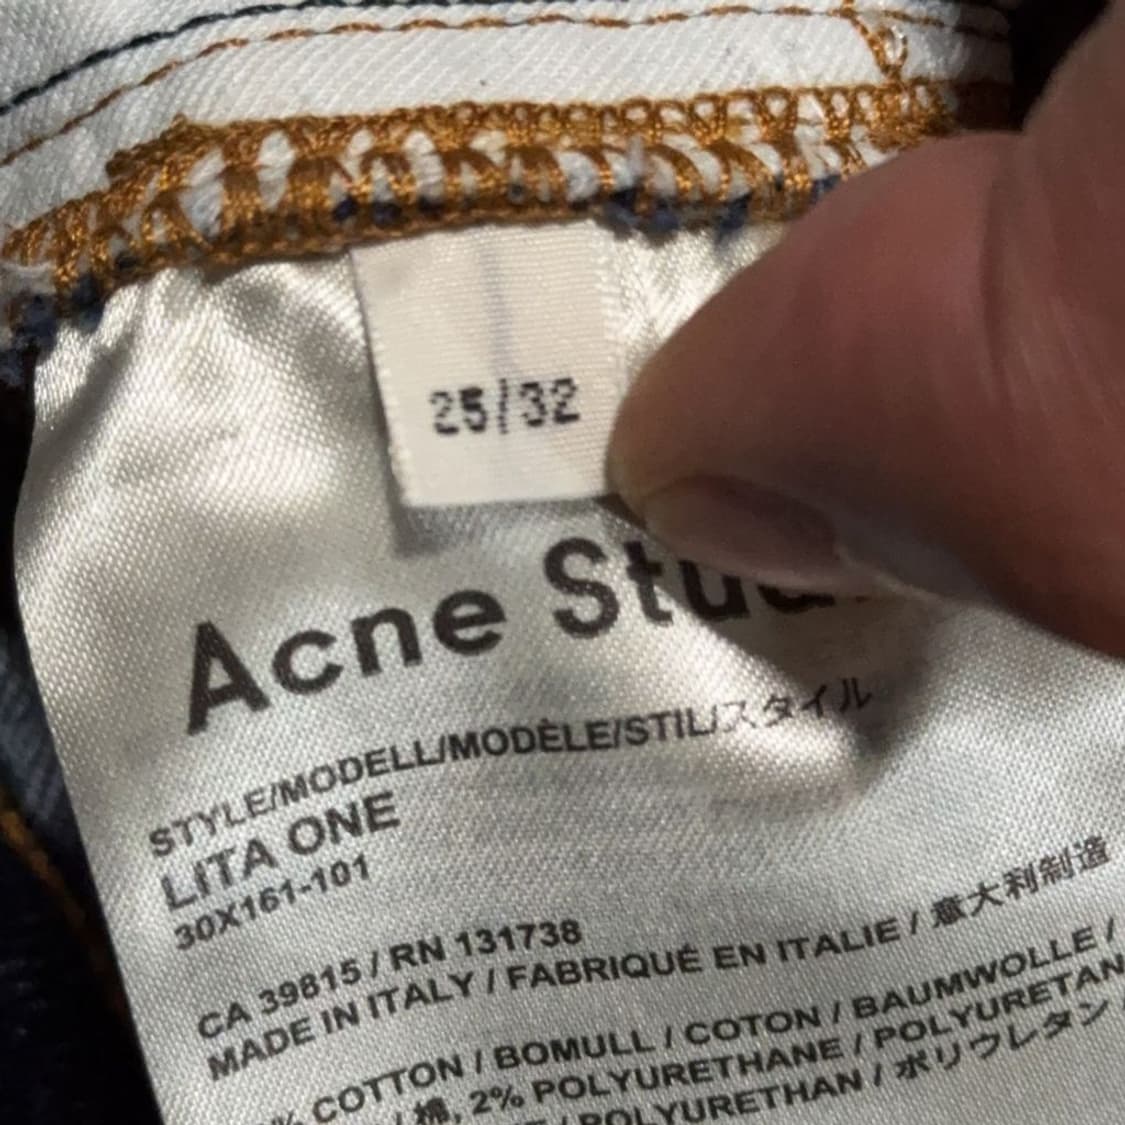 25/32
Acne Stud
STYLE/MODELL/MODÈLE/STIL/スタイル
LITA ONE
30X161-101
CA 39815 / RN 131738
MADE IN ITALY / FABRIQUÉ EN ITALIE / 意大利制造
% COTTON / BOMULL / COTON / BAUMWOLLE /
/ 棉, 2% POLYURETHANE / POLYURETAN
/ POLYURETHAN / ポリウレタン /